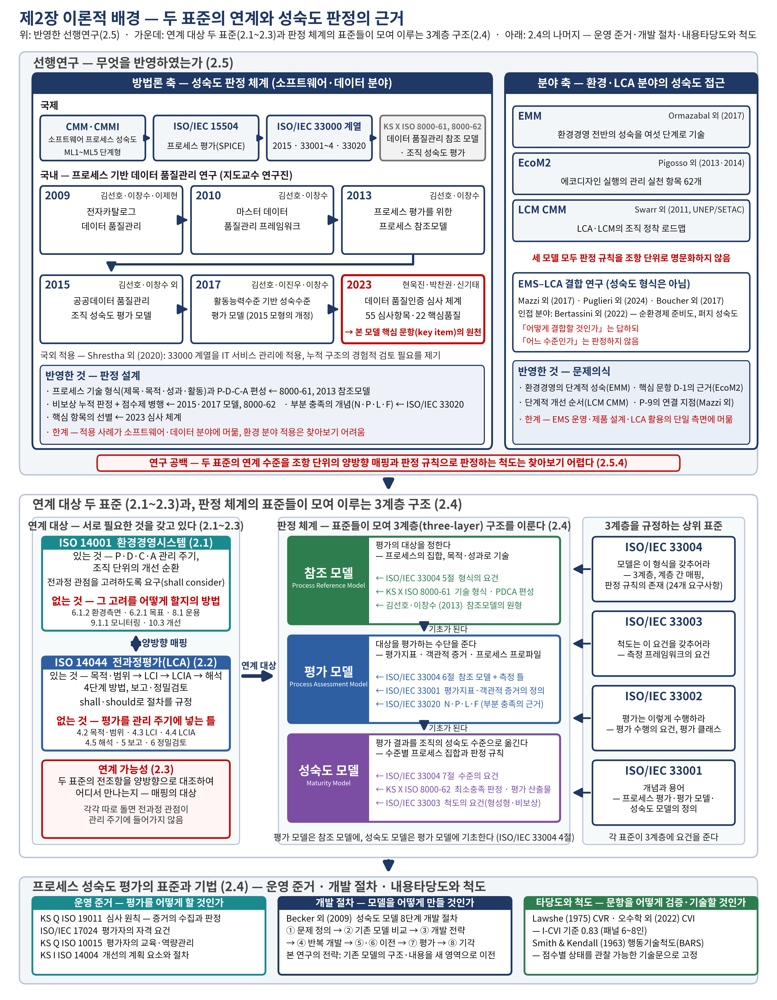 제2장 이론적 배경 — 두 표준의 연계와 성숙도 판정의 근거
위: 반영한 선행연구(2.5) · 가운데: 연계 대상 두 표준(2.1~2.3)과 판정 체계의 표준들이 모여 이루는 3계층 구조(2.4) · 아래: 2.4의 나머지 — 운영 준거·개발 절차·내용타당도와 척도
선행연구 — 무엇을 반영하였는가 (2.5)
방법론 축 — 성숙도 판정 체계 (소프트웨어·데이터 분야)
국제
CMM·CMMI
소프트웨어 프로세스 성숙도
ML1~ML5 단계형
ISO/IEC 15504
프로세스 평가(SPICE)
ISO/IEC 33000 계열
2015 · 33001~4 · 33020
KS X ISO 8000-61, 8000-62
데이터 품질관리 참조 모델
· 조직 성숙도 평가
국내 — 프로세스 기반 데이터 품질관리 연구 (지도교수 연구진)
2009 김선호·이창수·이제현
전자카탈로그
데이터 품질관리
2010 김선호·이창수
마스터 데이터
품질관리 프레임워크
2013 김선호·이창수
프로세스 평가를 위한
프로세스 참조모델
2015 김선호·이창수 외
공공데이터 품질관리
조직 성숙도 평가 모델
2017 김선호·이진우·이창수
활동능력수준 기반 성숙수준
평가 모델 (2015 모형의 개정)
2023 현욱진·박찬권·신기태
데이터 품질인증 심사 체계
55 심사항목·22 핵심품질
→ 본 모델 핵심 문항(key item)의 원천
국외 적용 — Shrestha 외 (2020): 33000 계열을 IT 서비스 관리에 적용, 누적 구조의 경험적 검토 필요를 제기
반영한 것 — 판정 설계
· 프로세스 기술 형식(제목·목적·성과·활동)과 P-D-C-A 편성 ← 8000-61, 2013 참조모델
· 비보상 누적 판정 + 점수제 병행 ← 2015·2017 모델, 8000-62 · 부분 충족의 개념(N·P·L·F) ← ISO/IEC 33020
· 핵심 항목의 선별 ← 2023 심사 체계
· 한계 — 적용 사례가 소프트웨어·데이터 분야에 머묾, 환경 분야 적용은 찾아보기 어려움
분야 축 — 환경·LCA 분야의 성숙도 접근
EMM Ormazabal 외 (2017)
환경경영 전반의 성숙을 여섯 단계로 기술
EcoM2 Pigosso 외 (2013·2014)
에코디자인 실행의 관리 실천 항목 62개
LCM CMM Swarr 외 (2011, UNEP/SETAC)
LCA·LCM의 조직 정착 로드맵
세 모델 모두 판정 규칙을 조항 단위로 명문화하지 않음
EMS–LCA 결합 연구 (성숙도 형식은 아님)
Mazzi 외 (2017) · Puglieri 외 (2024) · Boucher 외 (2017)
인접 분야: Bertassini 외 (2022) — 순환경제 준비도, 퍼지 성숙도
「어떻게 결합할 것인가」는 답하되
「어느 수준인가」는 판정하지 않음
반영한 것 — 문제의식
· 환경경영의 단계적 성숙(EMM) · 핵심 문항 D-1의 근거(EcoM2)
· 단계적 개선 순서(LCM CMM) · P-9의 연결 지점(Mazzi 외)
· 한계 — EMS 운영·제품 설계·LCA 활용의 단일 측면에 머묾
연구 공백 — 두 표준의 연계 수준을 조항 단위의 양방향 매핑과 판정 규칙으로 판정하는 척도는 찾아보기 어렵다 (2.5.4)
연계 대상 두 표준 (2.1~2.3)과, 판정 체계의 표준들이 모여 이루는 3계층 구조 (2.4)
연계 대상 — 서로 필요한 것을 갖고 있다 (2.1~2.3)
ISO 14001 환경경영시스템 (2.1)
있는 것 — P·D·C·A 관리 주기,
조직 단위의 개선 순환
전과정 관점을 고려하도록 요구(shall consider)
없는 것 — 그 고려를 어떻게 할지의 방법
6.1.2 환경측면 · 6.2.1 목표 · 8.1 운용
9.1.1 모니터링 · 10.3 개선
양방향 매핑
ISO 14044 전과정평가(LCA) (2.2)
있는 것 — 목적·범위 → LCI → LCIA → 해석
4단계 방법, 보고·정밀검토
shall·should로 절차를 규정
없는 것 — 평가를 관리 주기에 넣는 틀
4.2 목적·범위 · 4.3 LCI · 4.4 LCIA
4.5 해석 · 5 보고 · 6 정밀검토
연계 가능성 (2.3)
두 표준의 전조항을 양방향으로 대조하여
어디서 만나는지 — 매핑의 대상
각각 따로 돌면 전과정 관점이
관리 주기에 들어가지 않음
연계 대상
판정 체계 — 표준들이 모여 3계층(three-layer) 구조를 이룬다 (2.4)
참조 모델
Process Reference Model
평가의 대상을 정한다
— 프로세스의 집합, 목적·성과로 기술
← ISO/IEC 33004 5절 형식의 요건
← KS X ISO 8000-61 기술 형식 · PDCA 편성
← 김선호·이창수 (2013) 참조모델의 원형
기초가 된다
평가 모델
Process Assessment Model
대상을 평가하는 수단을 준다
— 평가지표 · 객관적 증거 · 프로세스 프로파일
← ISO/IEC 33004 6절 참조 모델 + 측정 틀
← ISO/IEC 33001 평가지표·객관적 증거의 정의
← ISO/IEC 33020 N·P·L·F (부분 충족의 근거)
기초가 된다
성숙도 모델
Maturity Model
평가 결과를 조직의 성숙도 수준으로 옮긴다
— 수준별 프로세스 집합과 판정 규칙
← ISO/IEC 33004 7절 수준의 요건
← KS X ISO 8000-62 최소충족 판정 · 평가 산출물
← ISO/IEC 33003 척도의 요건(형성형·비보상)
평가 모델은 참조 모델에, 성숙도 모델은 평가 모델에 기초한다 (ISO/IEC 33004 4절)
3계층을 규정하는 상위 표준
ISO/IEC 33004
모델은 이 형식을 갖추어라
— 3계층, 계층 간 매핑,
판정 규칙의 존재 (24개 요구사항)
ISO/IEC 33003
척도는 이 요건을 갖추어라
— 측정 프레임워크의 요건
ISO/IEC 33002
평가는 이렇게 수행하라
— 평가 수행의 요건, 평가 클래스
ISO/IEC 33001
개념과 용어
— 프로세스 평가·평가 모델·
성숙도 모델의 정의
각 표준이 3계층에 요건을 준다
프로세스 성숙도 평가의 표준과 기법 (2.4) — 운영 준거 · 개발 절차 · 내용타당도와 척도
운영 준거 — 평가를 어떻게 할 것인가
KS Q ISO 19011 심사 원칙 — 증거의 수집과 판정
ISO/IEC 17024 평가자의 자격 요건
KS Q ISO 10015 평가자의 교육·역량관리
KS I ISO 14004 개선의 계획 요소와 절차
개발 절차 — 모델을 어떻게 만들 것인가
Becker 외 (2009) 성숙도 모델 8단계 개발 절차
① 문제 정의 → ② 기존 모델 비교 → ③ 개발 전략
→ ④ 반복 개발 → ⑤·⑥ 이전 → ⑦ 평가 → ⑧ 기각
본 연구의 전략: 기존 모델의 구조·내용을 새 영역으로 이전
타당도와 척도 — 문항을 어떻게 검증·기술할 것인가
Lawshe (1975) CVR · 오수학 외 (2022) CVI
— I-CVI 기준 0.83 (패널 6~8인)
Smith & Kendall (1963) 행동기술척도(BARS)
— 점수별 상태를 관찰 가능한 기술문으로 고정